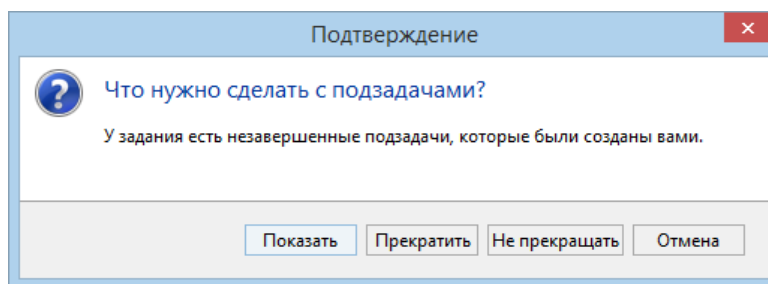 Подтверждение
Что нужно сделать с подзадачами?
У задания есть незавершенные подзадачи, которые были созданы вами.
Показать Прекратить Не прекращать Отмена